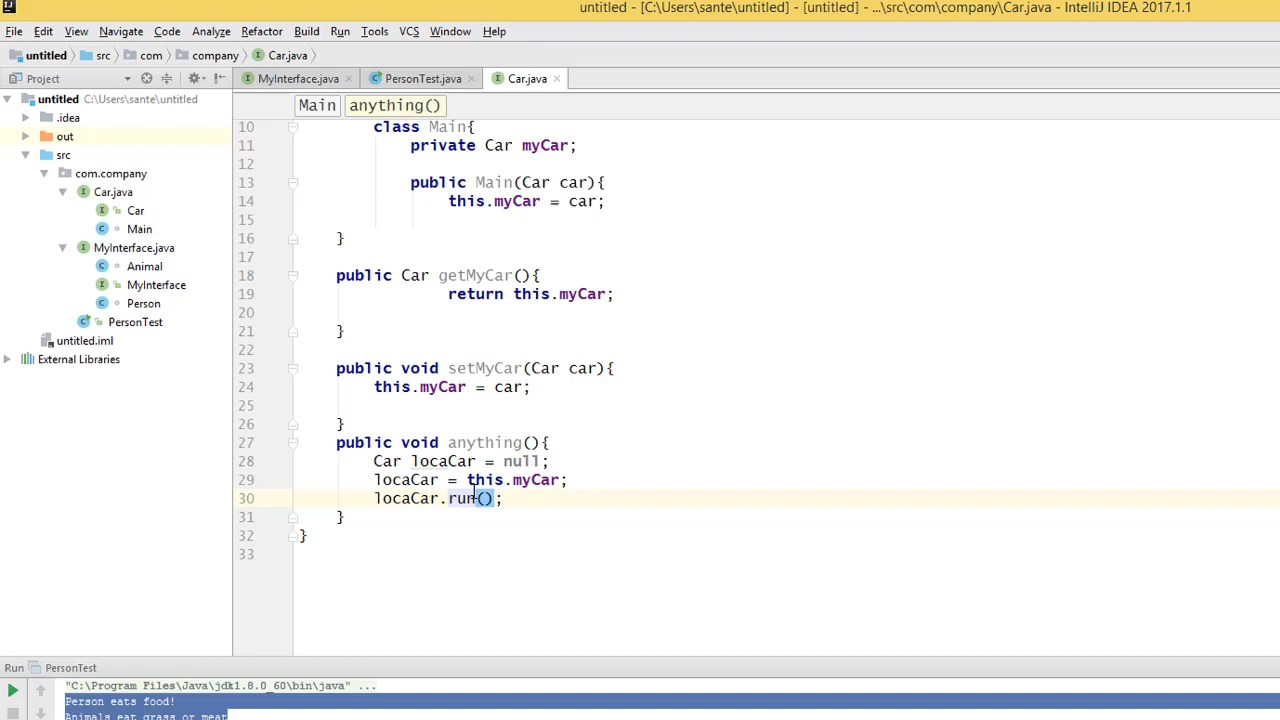 untitled - [C:\Users\sante\untitled] - [untitled] - ...\src\com\company\Car.java - IntelliJ IDEA 2017.1.1
File Edit View Navigate Code Analyze Refactor Build Run Tools VCS Window Help
untitled src com company Car.java
Project
MyInterface.java PersonTest.java Car.java
untitled C:\Users\sante\untitled
.idea
out
src
com.company
Car.java
Car
Main
MyInterface.java
Animal
MyInterface
Person
PersonTest
untitled.iml
External Libraries
Main anything()
10 class Main{
11 private Car myCar;
12
13 public Main(Car car){
14 this.myCar = car;
15
16 }
17
18 public Car getMyCar(){
19 return this.myCar;
20
21 }
22
23 public void setMyCar(Car car){
24 this.myCar = car;
25
26 }
27 public void anything(){
28 Car locaCar = null;
29 locaCar = this.myCar;
30 locaCar.run();
31 }
32 }
33
Run PersonTest
"C:\Program Files\Java\jdk1.8.0_60\bin\java" ...
Person eats food!
Animals eat grass or meat